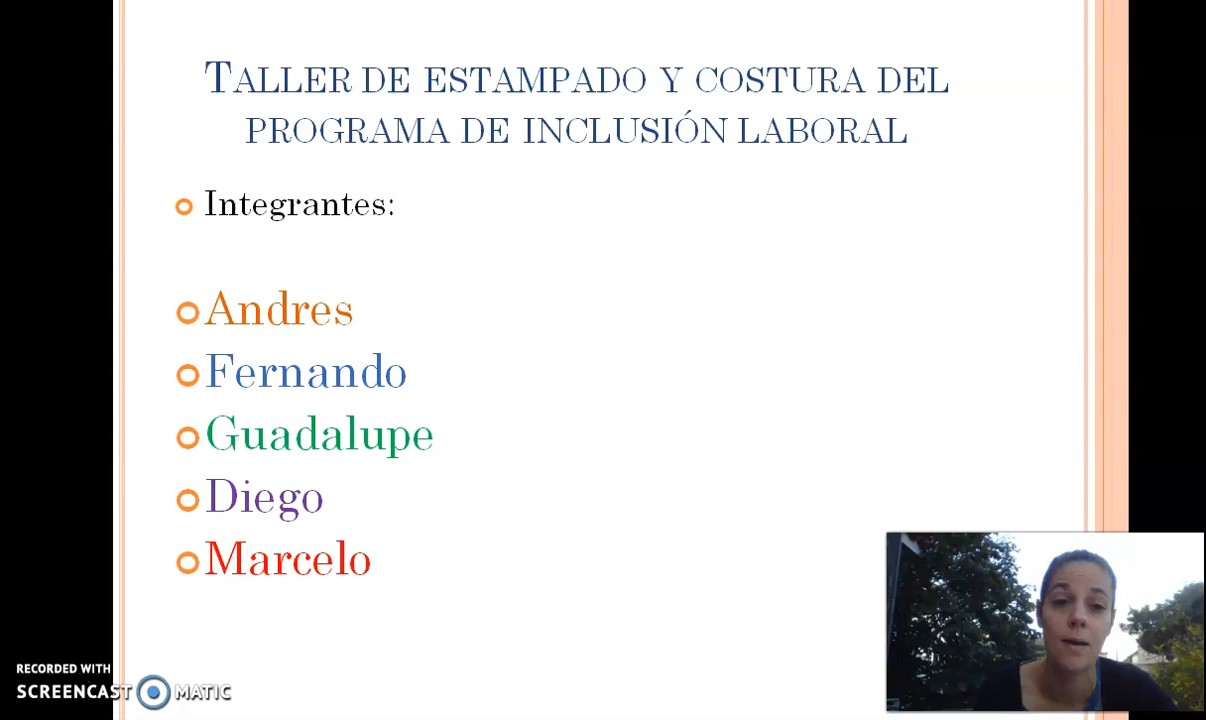 TALLER DE ESTAMPADO Y COSTURA DEL
PROGRAMA DE INCLUSIÓN LABORAL
Integrantes:
Andres
Fernando
Guadalupe
Diego
Marcelo
RECORDED WITH
SCREENCAST MATIC